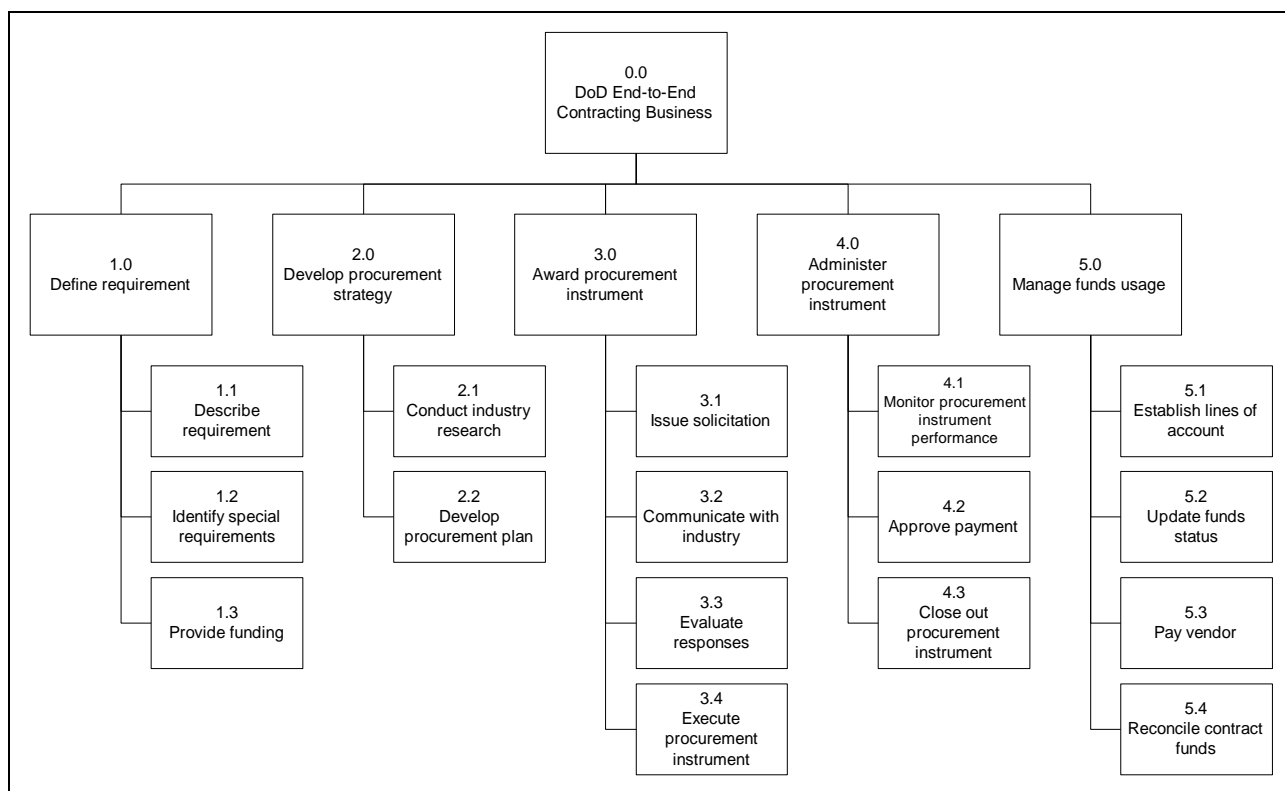 0.0
DoD End-to-End
Contracting Business
1.0
Define requirement
2.0
Develop procurement
strategy
3.0
Award procurement
instrument
4.0
Administer
procurement
instrument
5.0
Manage funds usage
1.1
Describe
requirement
1.2
Identify special
requirements
1.3
Provide funding
2.1
Conduct industry
research
2.2
Develop
procurement plan
3.1
Issue solicitation
3.2
Communicate with
industry
3.3
Evaluate
responses
3.4
Execute
procurement
instrument
4.1
Monitor procurement
instrument
performance
4.2
Approve payment
4.3
Close out
procurement
instrument
5.1
Establish lines of
account
5.2
Update funds
status
5.3
Pay vendor
5.4
Reconcile contract
funds